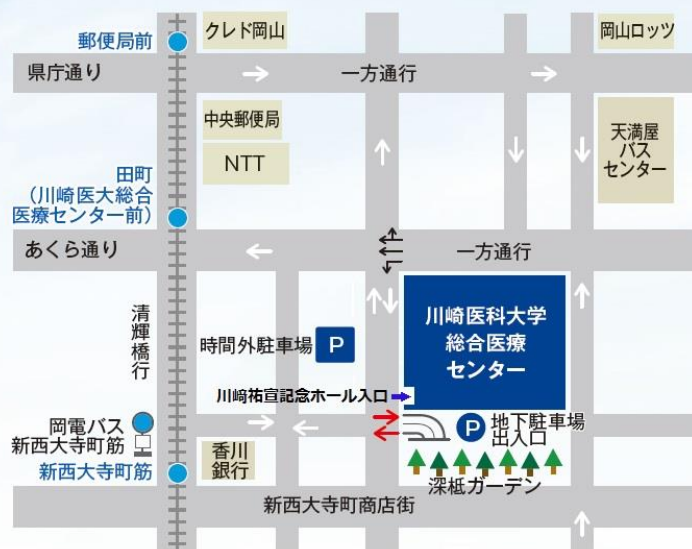 郵便局前
クレド岡山
岡山ロッツ
県庁通り
一方通行
中央郵便局
NTT
天満屋
バス
センター
田町
(川崎医大総合
医療センター前)
あくら通り
一方通行
清輝橋行
時間外駐車場
P
川崎医科大学
総合医療
センター
川﨑祐宣記念ホール入口
岡電バス
新西大寺町筋
新西大寺町筋
香川
銀行
P
地下駐車場
出入口
深柢ガーデン
新西大寺町商店街